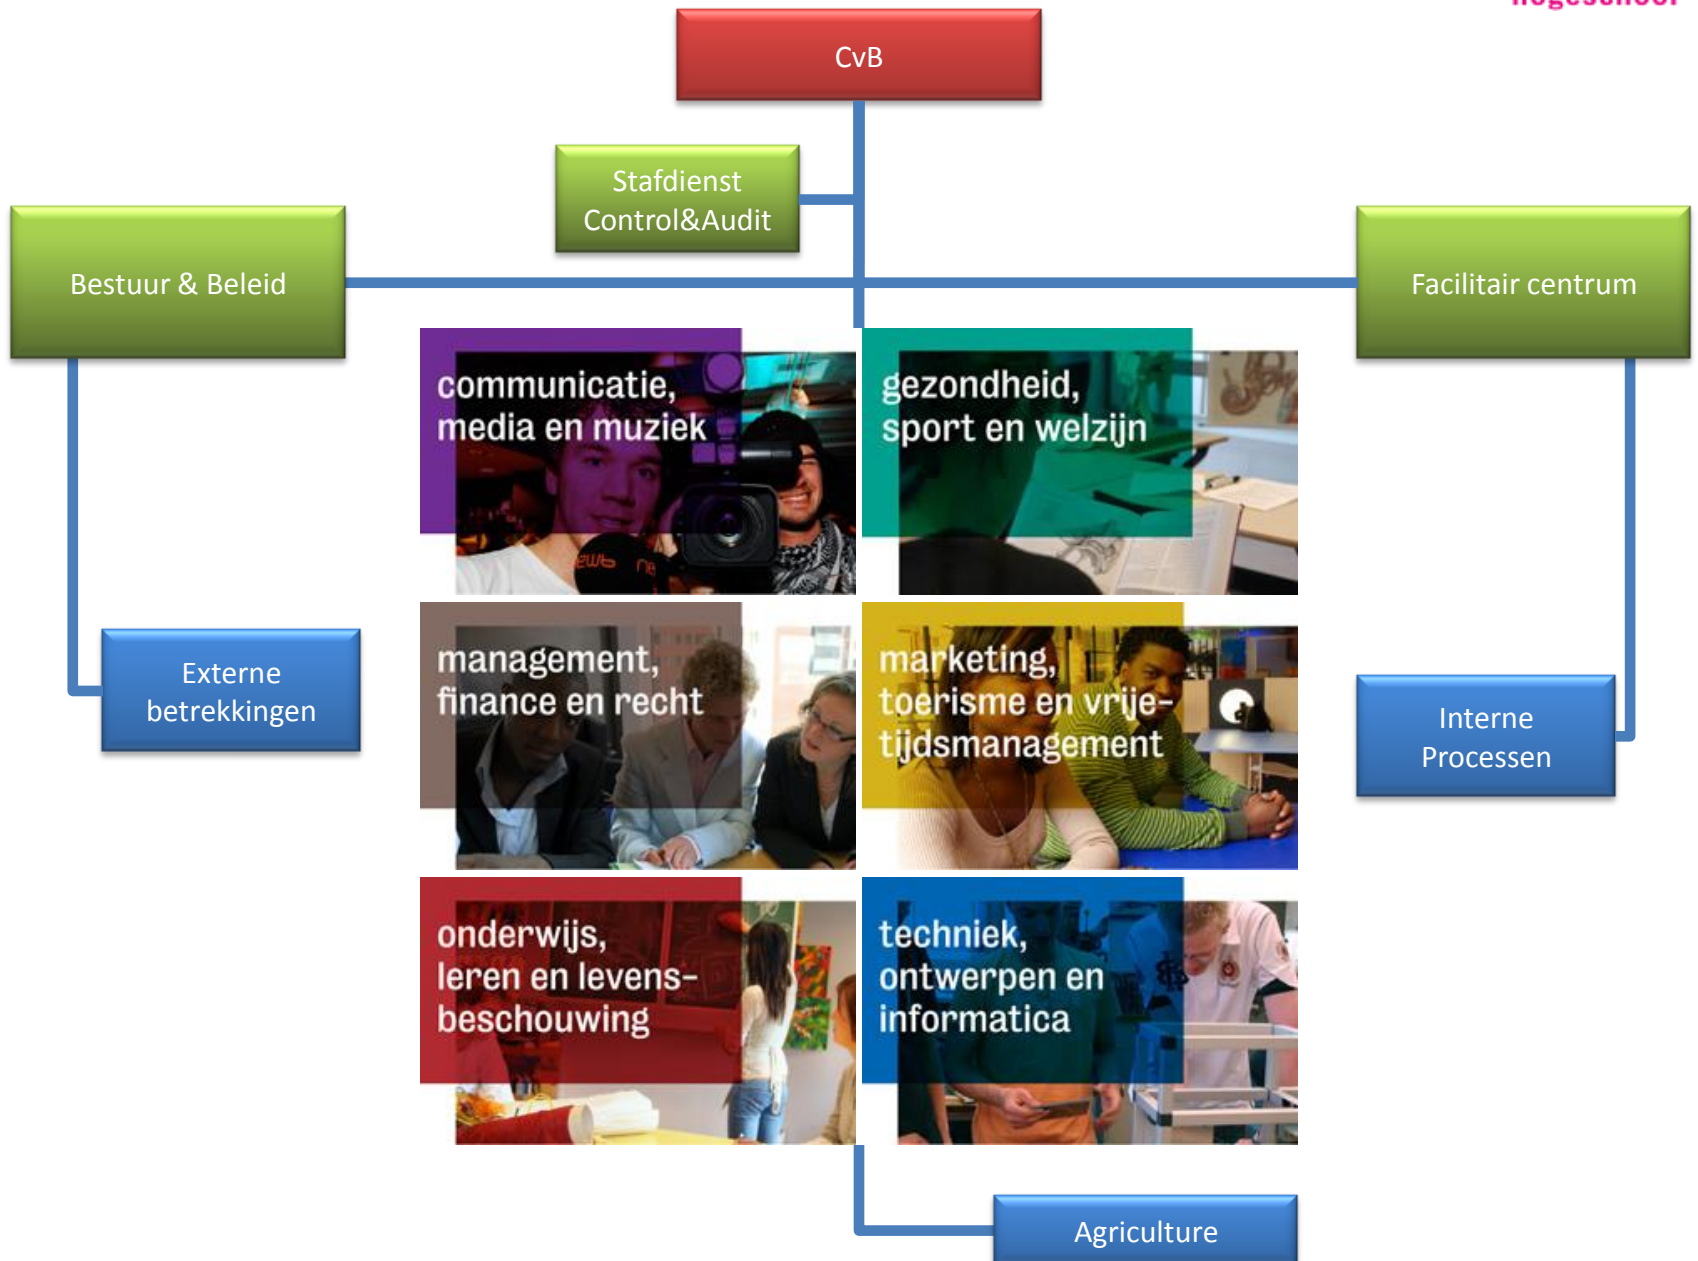 hogeschool
CvB
Stafdienst
Control&Audit
Bestuur & Beleid
Facilitair centrum
communicatie,
media en muziek
gezondheid,
sport en welzijn
Externe
betrekkingen
management,
finance en recht
marketing,
toerisme en vrije-
tijdsmanagement
Interne
Processen
onderwijs,
leren en levens-
beschouwing
techniek,
ontwerpen en
informatica
Agriculture